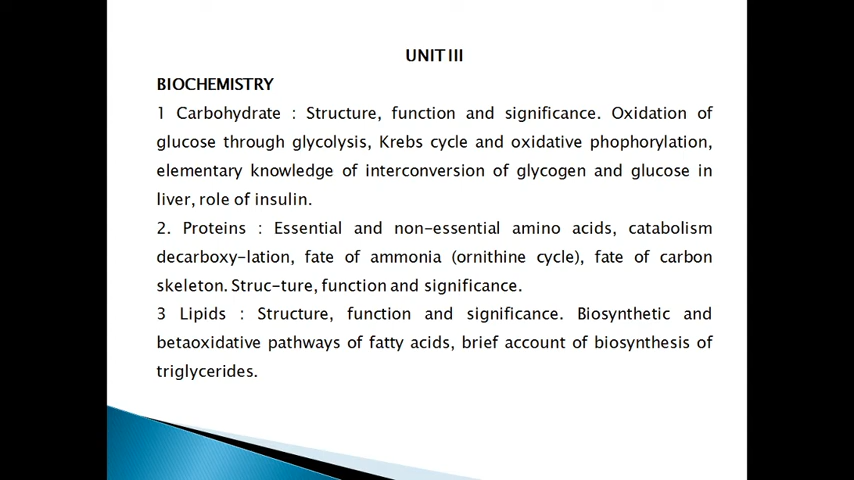 UNIT III
BIOCHEMISTRY
1 Carbohydrate : Structure, function and significance. Oxidation of
glucose through glycolysis, Krebs cycle and oxidative phophorylation,
elementary knowledge of interconversion of glycogen and glucose in
liver, role of insulin.
2. Proteins : Essential and non-essential amino acids, catabolism
decarboxy-lation, fate of ammonia (ornithine cycle), fate of carbon
skeleton. Struc-ture, function and significance.
3 Lipids : Structure, function and significance. Biosynthetic and
betaoxidative pathways of fatty acids, brief account of biosynthesis of
triglycerides.